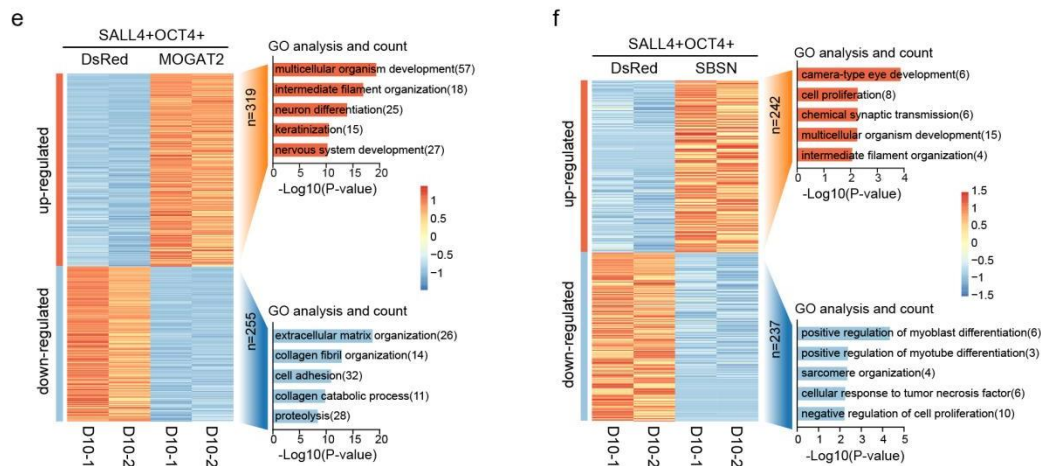 e
SALL4+OCT4+
DsRed MOGAT2
up-regulated
down-regulated
D10-1 D10-2 D10-1 D10-2
n=319
GO analysis and count
multicellular organism development(57)
intermediate filament organization(18)
neuron differentiation(25)
keratinization(15)
nervous system development(27)
0 5 10 15 20
-Log10(P-value)
1
0.5
0
−0.5
−1
n=255
GO analysis and count
extracellular matrix organization(26)
collagen fibril organization(14)
cell adhesion(32)
collagen catabolic process(11)
proteolysis(28)
0 5 10 15 20
-Log10(P-value)
f
SALL4+OCT4+
DsRed SBSN
up-regulated
down-regulated
D10-1 D10-2 D10-1 D10-2
n=242
GO analysis and count
camera-type eye development(6)
cell proliferation(8)
chemical synaptic transmission(6)
multicellular organism development(15)
intermediate filament organization(4)
0 1 2 3 4
-Log10(P-value)
1.5
1
0.5
0
−0.5
−1
−1.5
n=237
GO analysis and count
positive regulation of myoblast differentiation(6)
positive regulation of myotube differentiation(3)
sarcomere organization(4)
cellular response to tumor necrosis factor(6)
negative regulation of cell proliferation(10)
0 1 2 3 4 5
-Log10(P-value)